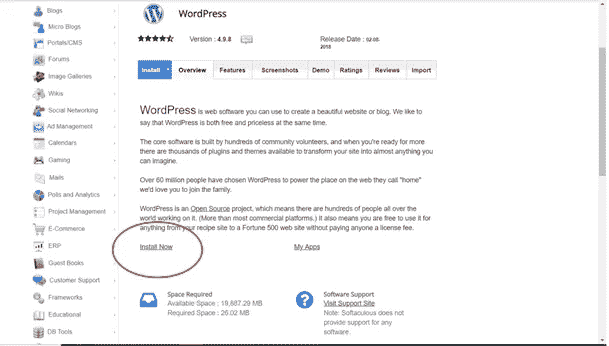 Blogs
Micro Blogs
Portals/CMS
Forums
Image Galleries
Wikis
Social Networking
Ad Management
Calendars
Gaming
Mails
Polls and Analytics
Project Management
E-Commerce
ERP
Guest Books
Customer Support
Frameworks
Educational
DB Tools
WordPress
Version : 4.9.8
Release Date : 02-08-
2018
Install
Overview
Features
Screenshots
Demo
Ratings
Reviews
Import
WordPress is web software you can use to create a beautiful website or blog. We like to
say that WordPress is both free and priceless at the same time.
The core software is built by hundreds of community volunteers, and when you're ready for more
there are thousands of plugins and themes available to transform your site into almost anything you
can imagine.
Over 60 million people have chosen WordPress to power the place on the web they call "home"
we'd love you to join the family.
WordPress is an Open Source project, which means there are hundreds of people all over the
world working on it. (More than most commercial platforms.) It also means you are free to use it for
anything from your recipe site to a Fortune 500 web site without paying anyone a license fee.
Install Now
My Apps
Space Required
Available Space : 19,887.29 MB
Required Space : 26.02 MB
Software Support
Visit Support Site
Note: Softaculous does
not provide support for any
software.